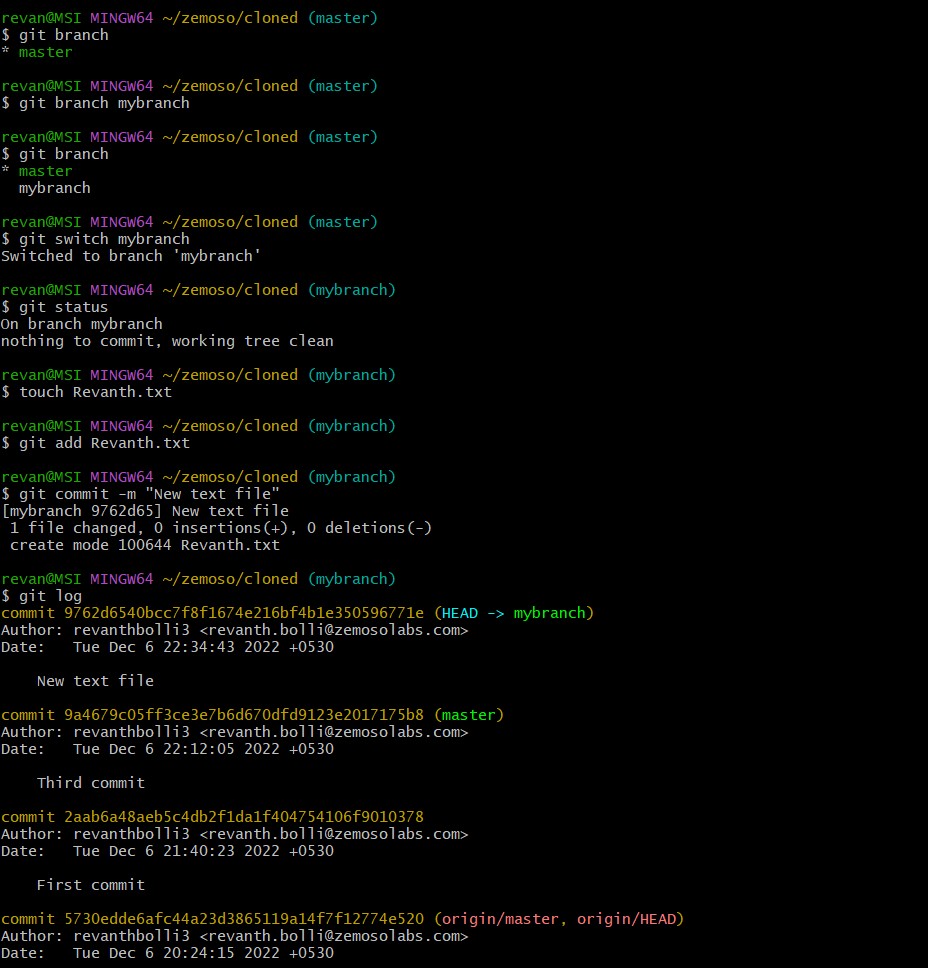 revan@MSI MINGW64 ~/zemoso/cloned (master)
$ git branch
* master
revan@MSI MINGW64 ~/zemoso/cloned (master)
$ git branch mybranch
revan@MSI MINGW64 ~/zemoso/cloned (master)
$ git branch
* master
  mybranch
revan@MSI MINGW64 ~/zemoso/cloned (master)
$ git switch mybranch
Switched to branch 'mybranch'
revan@MSI MINGW64 ~/zemoso/cloned (mybranch)
$ git status
On branch mybranch
nothing to commit, working tree clean
revan@MSI MINGW64 ~/zemoso/cloned (mybranch)
$ touch Revanth.txt
revan@MSI MINGW64 ~/zemoso/cloned (mybranch)
$ git add Revanth.txt
revan@MSI MINGW64 ~/zemoso/cloned (mybranch)
$ git commit -m "New text file"
[mybranch 9762d65] New text file
 1 file changed, 0 insertions(+), 0 deletions(-)
 create mode 100644 Revanth.txt
revan@MSI MINGW64 ~/zemoso/cloned (mybranch)
$ git log
commit 9762d6540bcc7f8f1674e216bf4b1e350596771e (HEAD -> mybranch)
Author: revanthbolli3 <revanth.bolli@zemosolabs.com>
Date:   Tue Dec 6 22:34:43 2022 +0530
    New text file
commit 9a4679c05ff3ce3e7b6d670dfd9123e2017175b8 (master)
Author: revanthbolli3 <revanth.bolli@zemosolabs.com>
Date:   Tue Dec 6 22:12:05 2022 +0530
    Third commit
commit 2aab6a48aeb5c4db2f1da1f404754106f9010378
Author: revanthbolli3 <revanth.bolli@zemosolabs.com>
Date:   Tue Dec 6 21:40:23 2022 +0530
    First commit
commit 5730edde6afc44a23d3865119a14f7f12774e520 (origin/master, origin/HEAD)
Author: revanthbolli3 <revanth.bolli@zemosolabs.com>
Date:   Tue Dec 6 20:24:15 2022 +0530